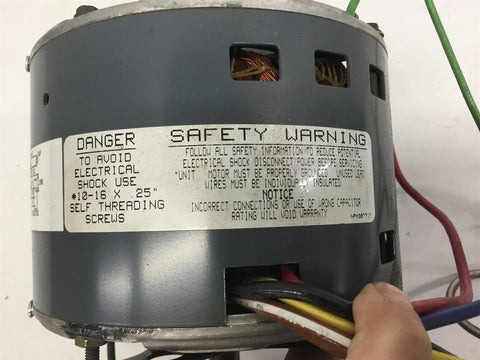 DANGER
TO AVOID
ELECTRICAL
SHOCK USE
*10-16 X .25"
SELF THREADING
SCREWS
SAFETY WARNING
FOLLOW ALL SAFETY INFORMATION TO REDUCE POTENTIAL
ELECTRICAL SHOCK DISCONNECT POWER BEFORE SERVICING
UNIT. MOTOR MUST BE PROPERLY GROUNDED. UNUSED LEAD
WIRES MUST BE INDIVIDUALLY INSULATED.
NOTICE
INCORRECT CONNECTIONS OR USE OF WRONG CAPACITOR
RATING WILL VOID WARRANTY